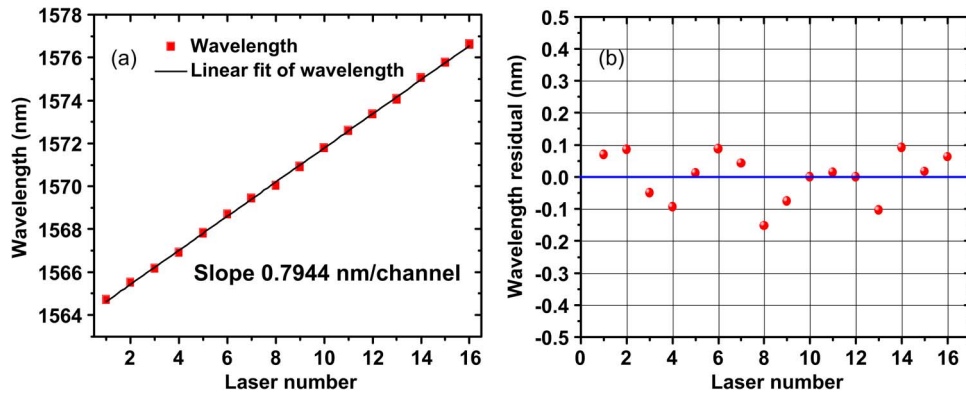 (a)
Wavelength
Linear fit of wavelength
Slope 0.7944 nm/channel
Wavelength (nm)
1578
1576
1574
1572
1570
1568
1566
1564
2 4 6 8 10 12 14 16
Laser number
(b)
Wavelength residual (nm)
0.5
0.4
0.3
0.2
0.1
0.0
-0.1
-0.2
-0.3
-0.4
-0.5
0 2 4 6 8 10 12 14 16
Laser number